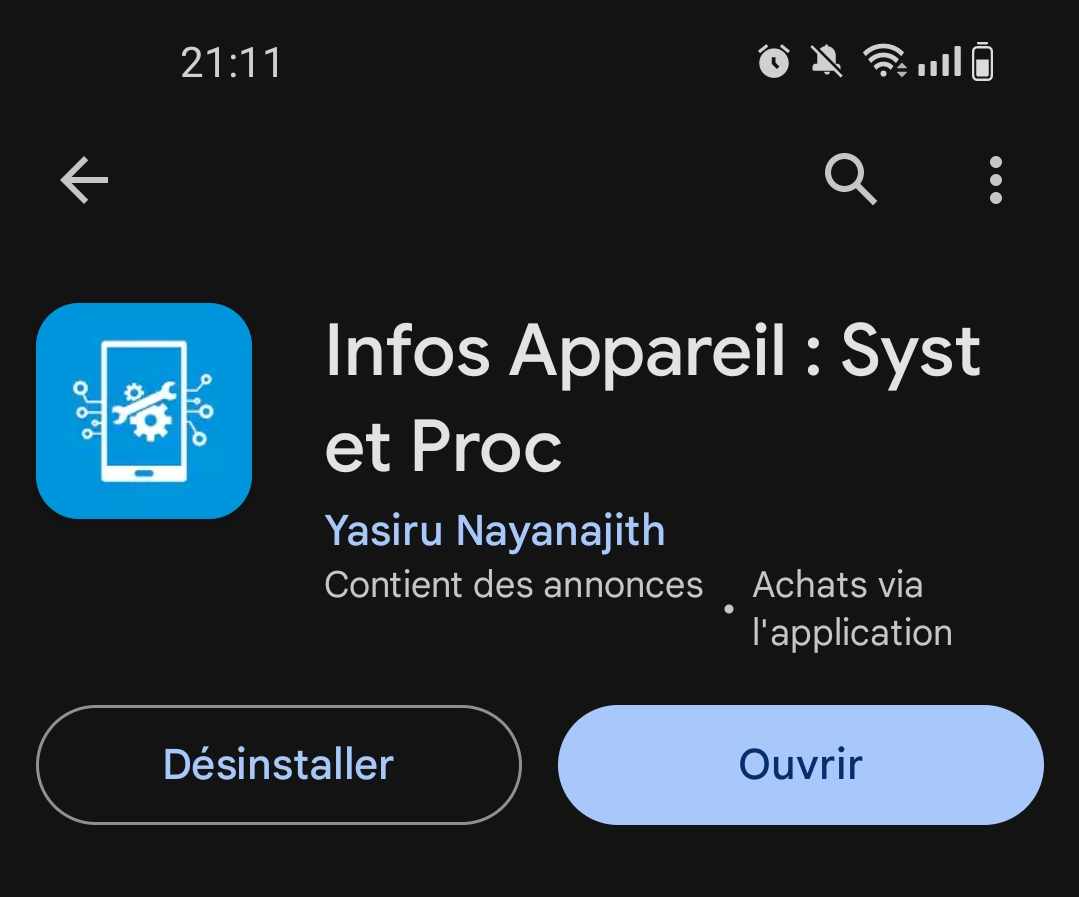 21:11
Infos Appareil : Syst
et Proc
Yasiru Nayanajith
Contient des annonces • Achats via
l'application
Désinstaller
Ouvrir